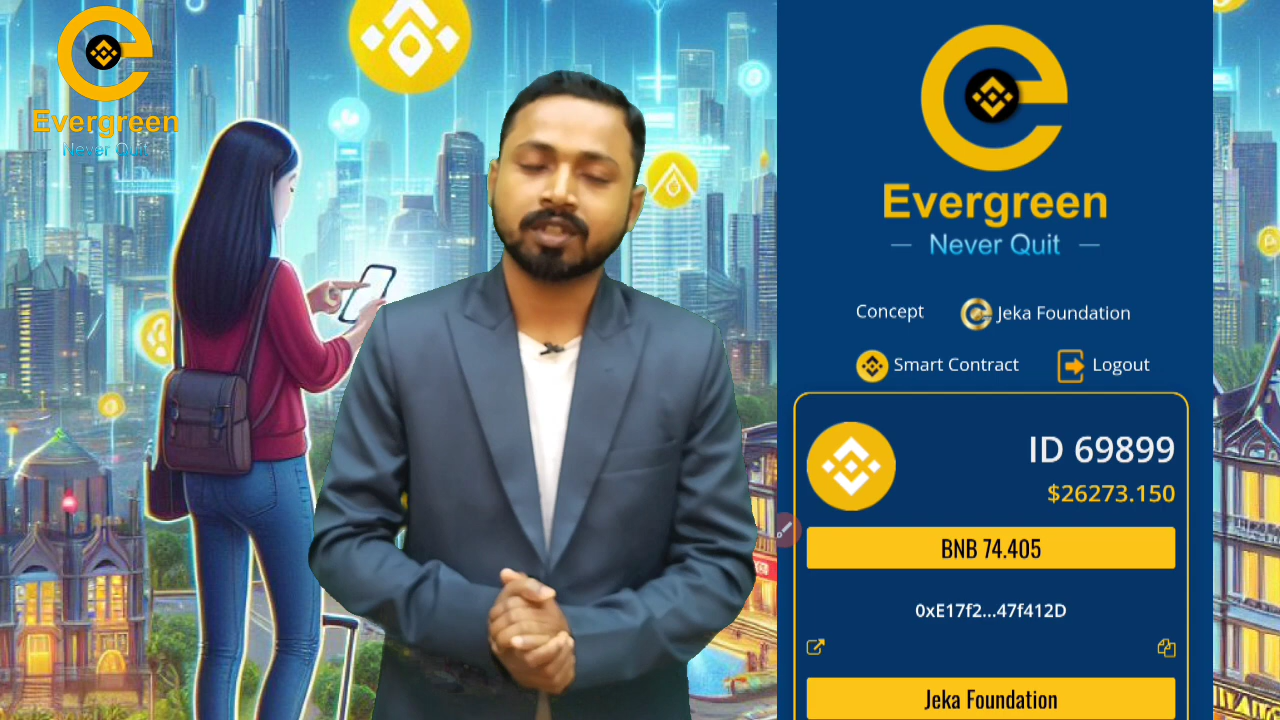 Evergreen
Never Quit
Evergreen
Never Quit
Concept
Jeka Foundation
Smart Contract
Logout
ID 69899
$26273.150
BNB 74.405
0xE17f2...47f412D
Jeka Foundation